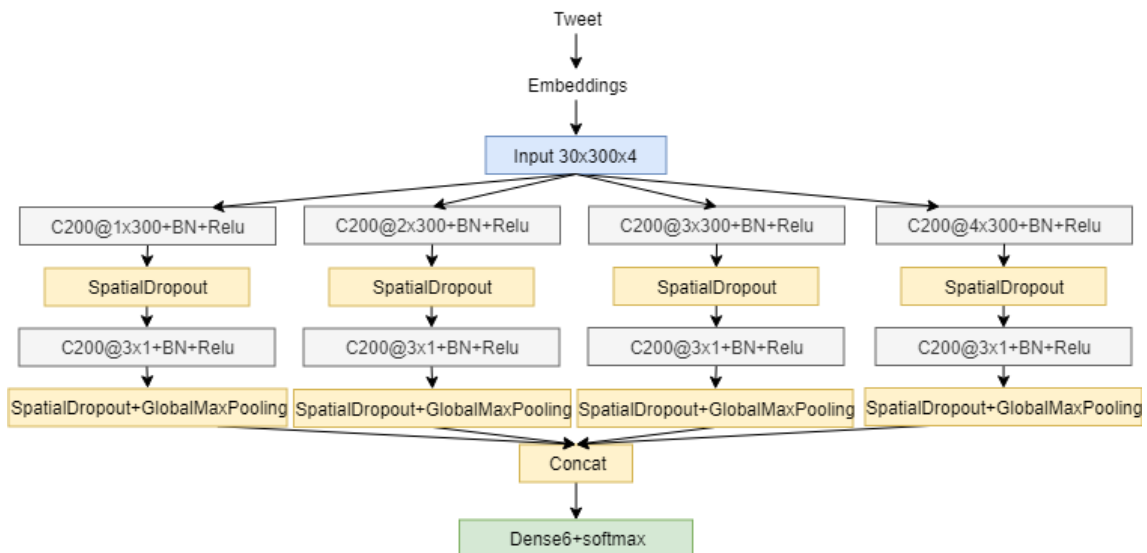 Tweet
Embeddings
Input 30x300x4
C200@1x300+BN+Relu
C200@2x300+BN+Relu
C200@3x300+BN+Relu
C200@4x300+BN+Relu
SpatialDropout
SpatialDropout
SpatialDropout
SpatialDropout
C200@3x1+BN+Relu
C200@3x1+BN+Relu
C200@3x1+BN+Relu
C200@3x1+BN+Relu
SpatialDropout+GlobalMaxPooling
SpatialDropout+GlobalMaxPooling
SpatialDropout+GlobalMaxPooling
SpatialDropout+GlobalMaxPooling
Concat
Dense6+softmax